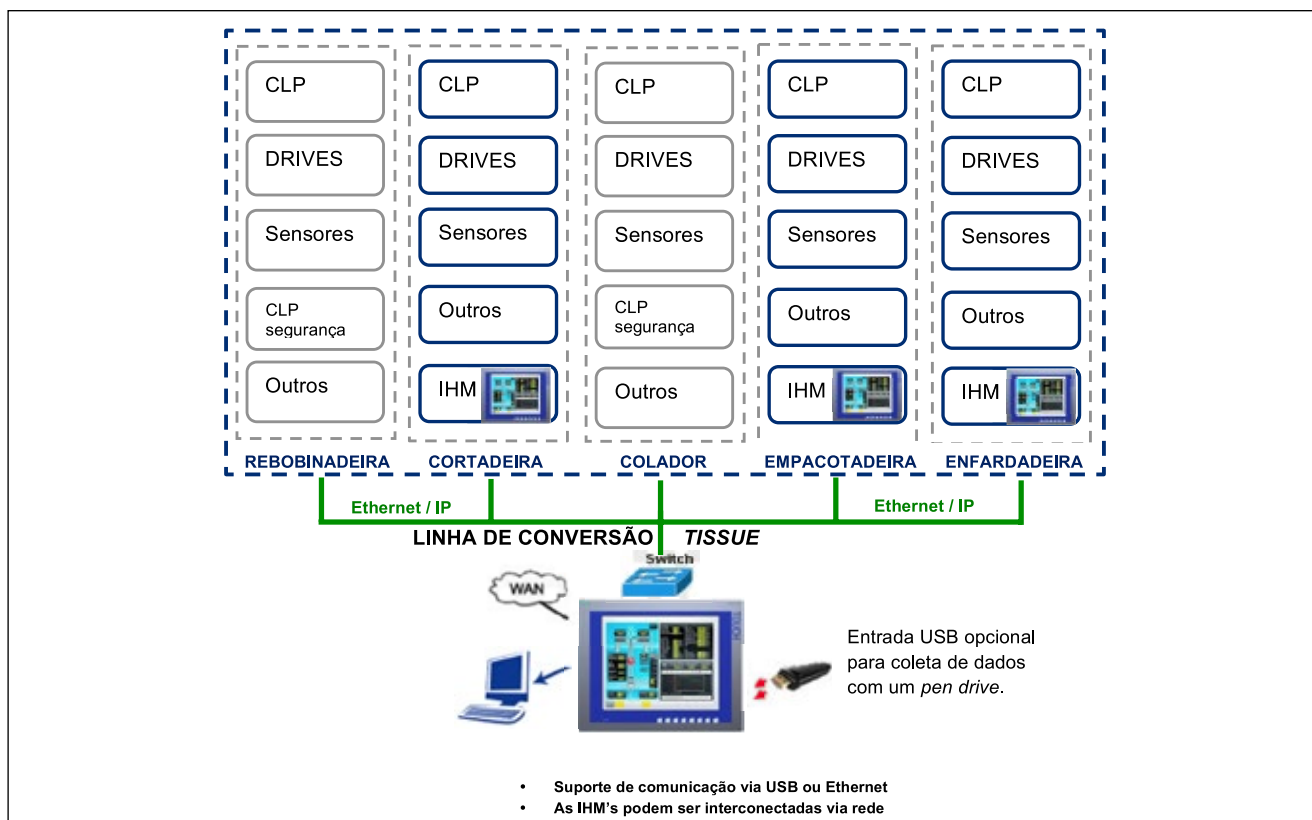 CLP
DRIVES
Sensores
CLP
segurança
Outros
REBOBINADEIRA
CLP
DRIVES
Sensores
Outros
IHM
CORTADEIRA
CLP
DRIVES
Sensores
CLP
segurança
Outros
COLADOR
CLP
DRIVES
Sensores
Outros
IHM
EMPACOTADEIRA
CLP
DRIVES
Sensores
Outros
IHM
ENFARDADEIRA
Ethernet / IP
Ethernet / IP
LINHA DE CONVERSÃO TISSUE
Switch
WAN
TOUCH
Entrada USB opcional
para coleta de dados
com um pen drive.
• Suporte de comunicação via USB ou Ethernet
• As IHM's podem ser interconectadas via rede